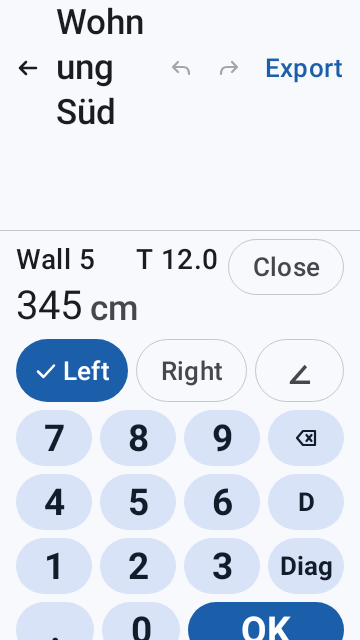 Wohn
ung
Süd
Export
Wall 5 T 12.0
Close
345 cm
Left Right
7 8 9
4 5 6 D
1 2 3 Diag
. 0 OK